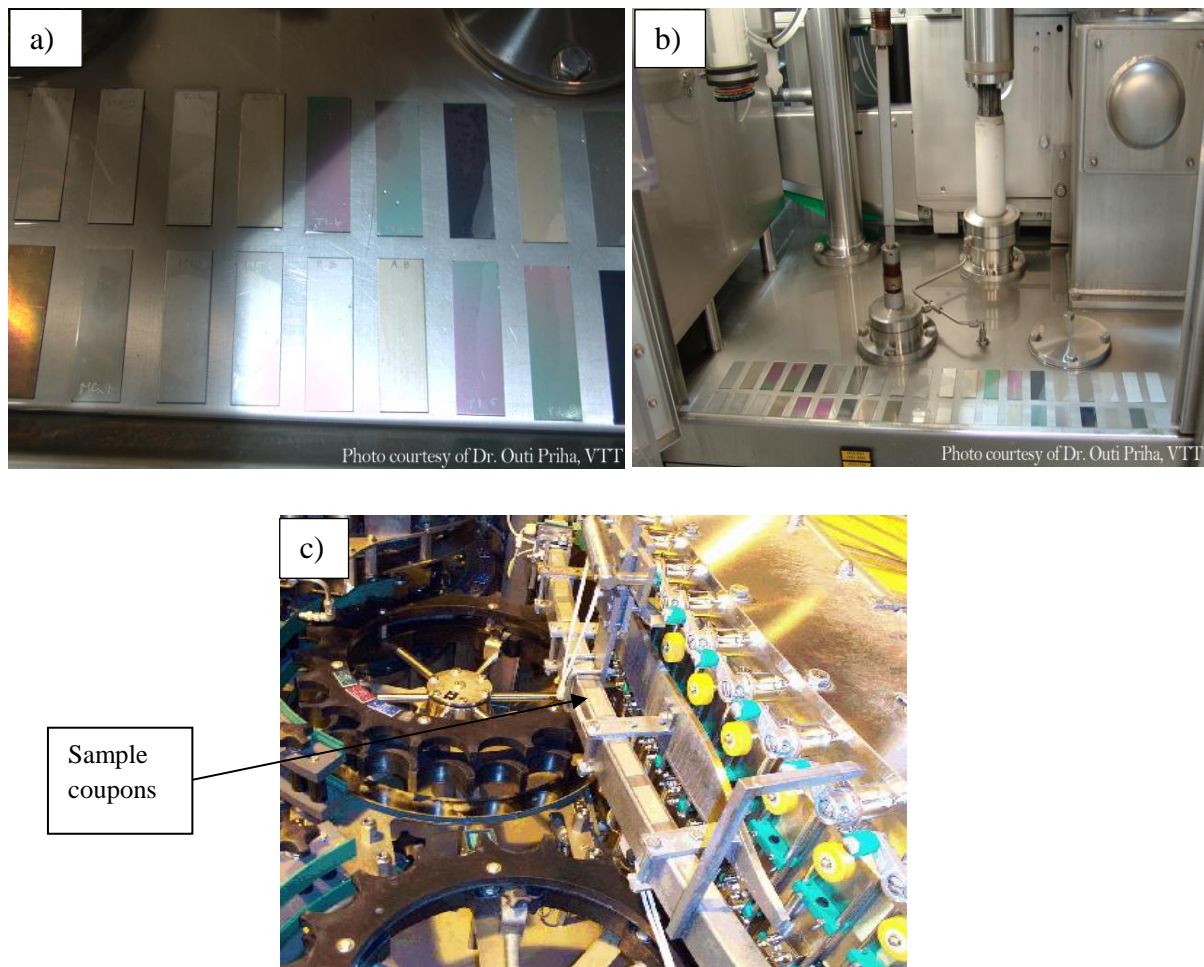 a)
Photo courtesy of Dr. Outi Priha, VTT
b)
Photo courtesy of Dr. Outi Priha, VTT
c)
Sample
coupons